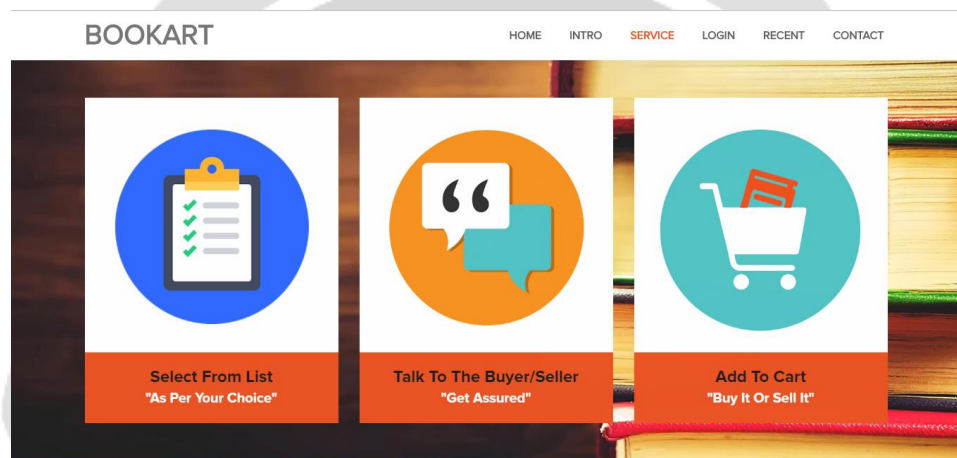 BOOKART
HOME INTRO SERVICE LOGIN RECENT CONTACT
Select From List
"As Per Your Choice"
Talk To The Buyer/Seller
"Get Assured"
Add To Cart
"Buy It Or Sell It"